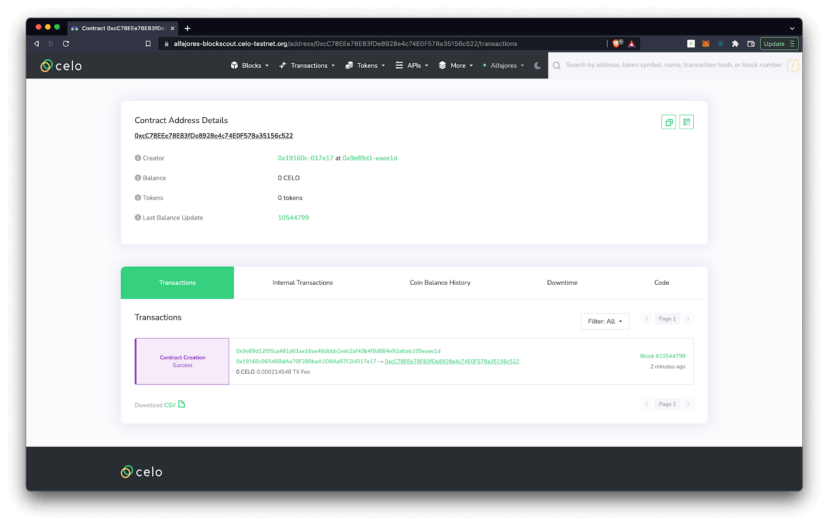 Contract 0xcC78EEe78E83fDe
alfajores-blockscout.celo-testnet.org/address/0xcC78EEe78E83fDe8928e4c74E0F578a35156c522/transactions
Update
celo
Blocks
Transactions
Tokens
APIs
More
Alfajores
Search by address, token symbol, name, transaction hash, or block number
/
Contract Address Details
0xcC78EEe78E83fDe8928e4c74E0F578a35156c522
Creator
0x19160c-017e17 at 0x9e89d1-eaee1d
Balance
0 CELO
Tokens
0 tokens
Last Balance Update
10544799
Transactions
Internal Transactions
Coin Balance History
Downtime
Code
Transactions
Filter: All
Page 1
Contract Creation
Success
→ 0xcC78EEe78E83fDe8928e4c74E0F578a35156c522
0 CELO 0.000214548 TX Fee
Block #10544799
2 minutes ago
Download CSV
Page 1
celo